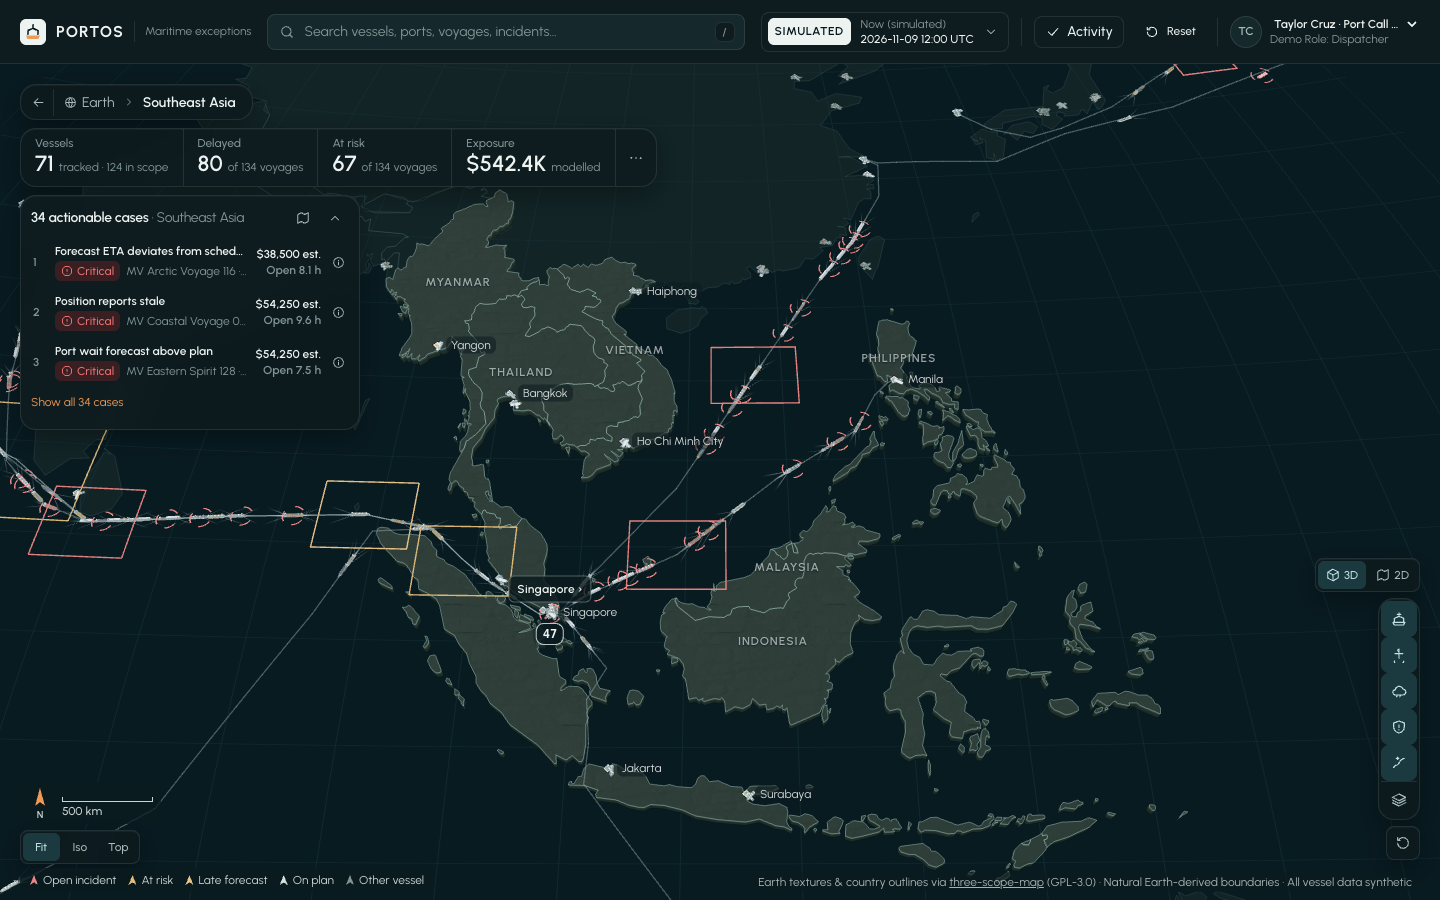 PORTOS
Maritime exceptions
Search vessels, ports, voyages, incidents...
/
SIMULATED
Now (simulated)
2026-11-09 12:00 UTC
Activity
Reset
TC
Taylor Cruz · Port Call ...
Demo Role: Dispatcher
Earth
Southeast Asia
Vessels
71 tracked · 124 in scope
Delayed
80 of 134 voyages
At risk
67 of 134 voyages
Exposure
$542.4K modelled
...
34 actionable cases · Southeast Asia
1
Forecast ETA deviates from sched...
$38,500 est.
Critical
MV Arctic Voyage 116 ·...
Open 8.1 h
2
Position reports stale
$54,250 est.
Critical
MV Coastal Voyage 0...
Open 9.6 h
3
Port wait forecast above plan
$54,250 est.
Critical
MV Eastern Spirit 128 ·...
Open 7.5 h
Show all 34 cases
MYANMAR
Haiphong
Yangon
VIETNAM
THAILAND
PHILIPPINES
Manila
Bangkok
Ho Chi Minh City
MALAYSIA
Singapore ›
Singapore
47
INDONESIA
Jakarta
Surabaya
3D
2D
N
500 km
Fit
Iso
Top
Open incident
At risk
Late forecast
On plan
Other vessel
Earth textures & country outlines via three-scope-map (GPL-3.0) · Natural Earth-derived boundaries · All vessel data synthetic